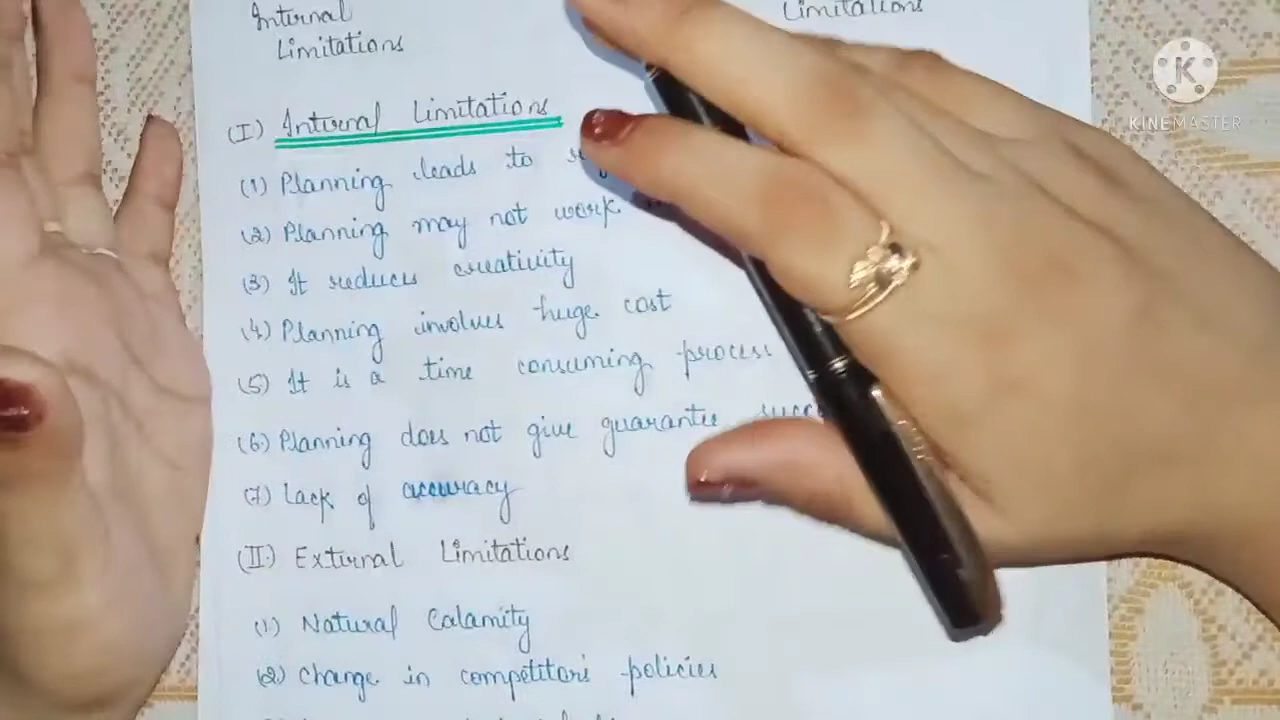 Internal
Limitations
Limitations
K
KINEMASTER
(I) Internal Limitations
(1) Planning leads to
(2) Planning may not work
(3) It reduces creativity
(4) Planning involves huge cost
(5) It is a time consuming process
(6) Planning does not give guarantee
(7) Lack of accuracy
(II) External Limitations
(1) Natural Calamity
(2) Change in competitors policies